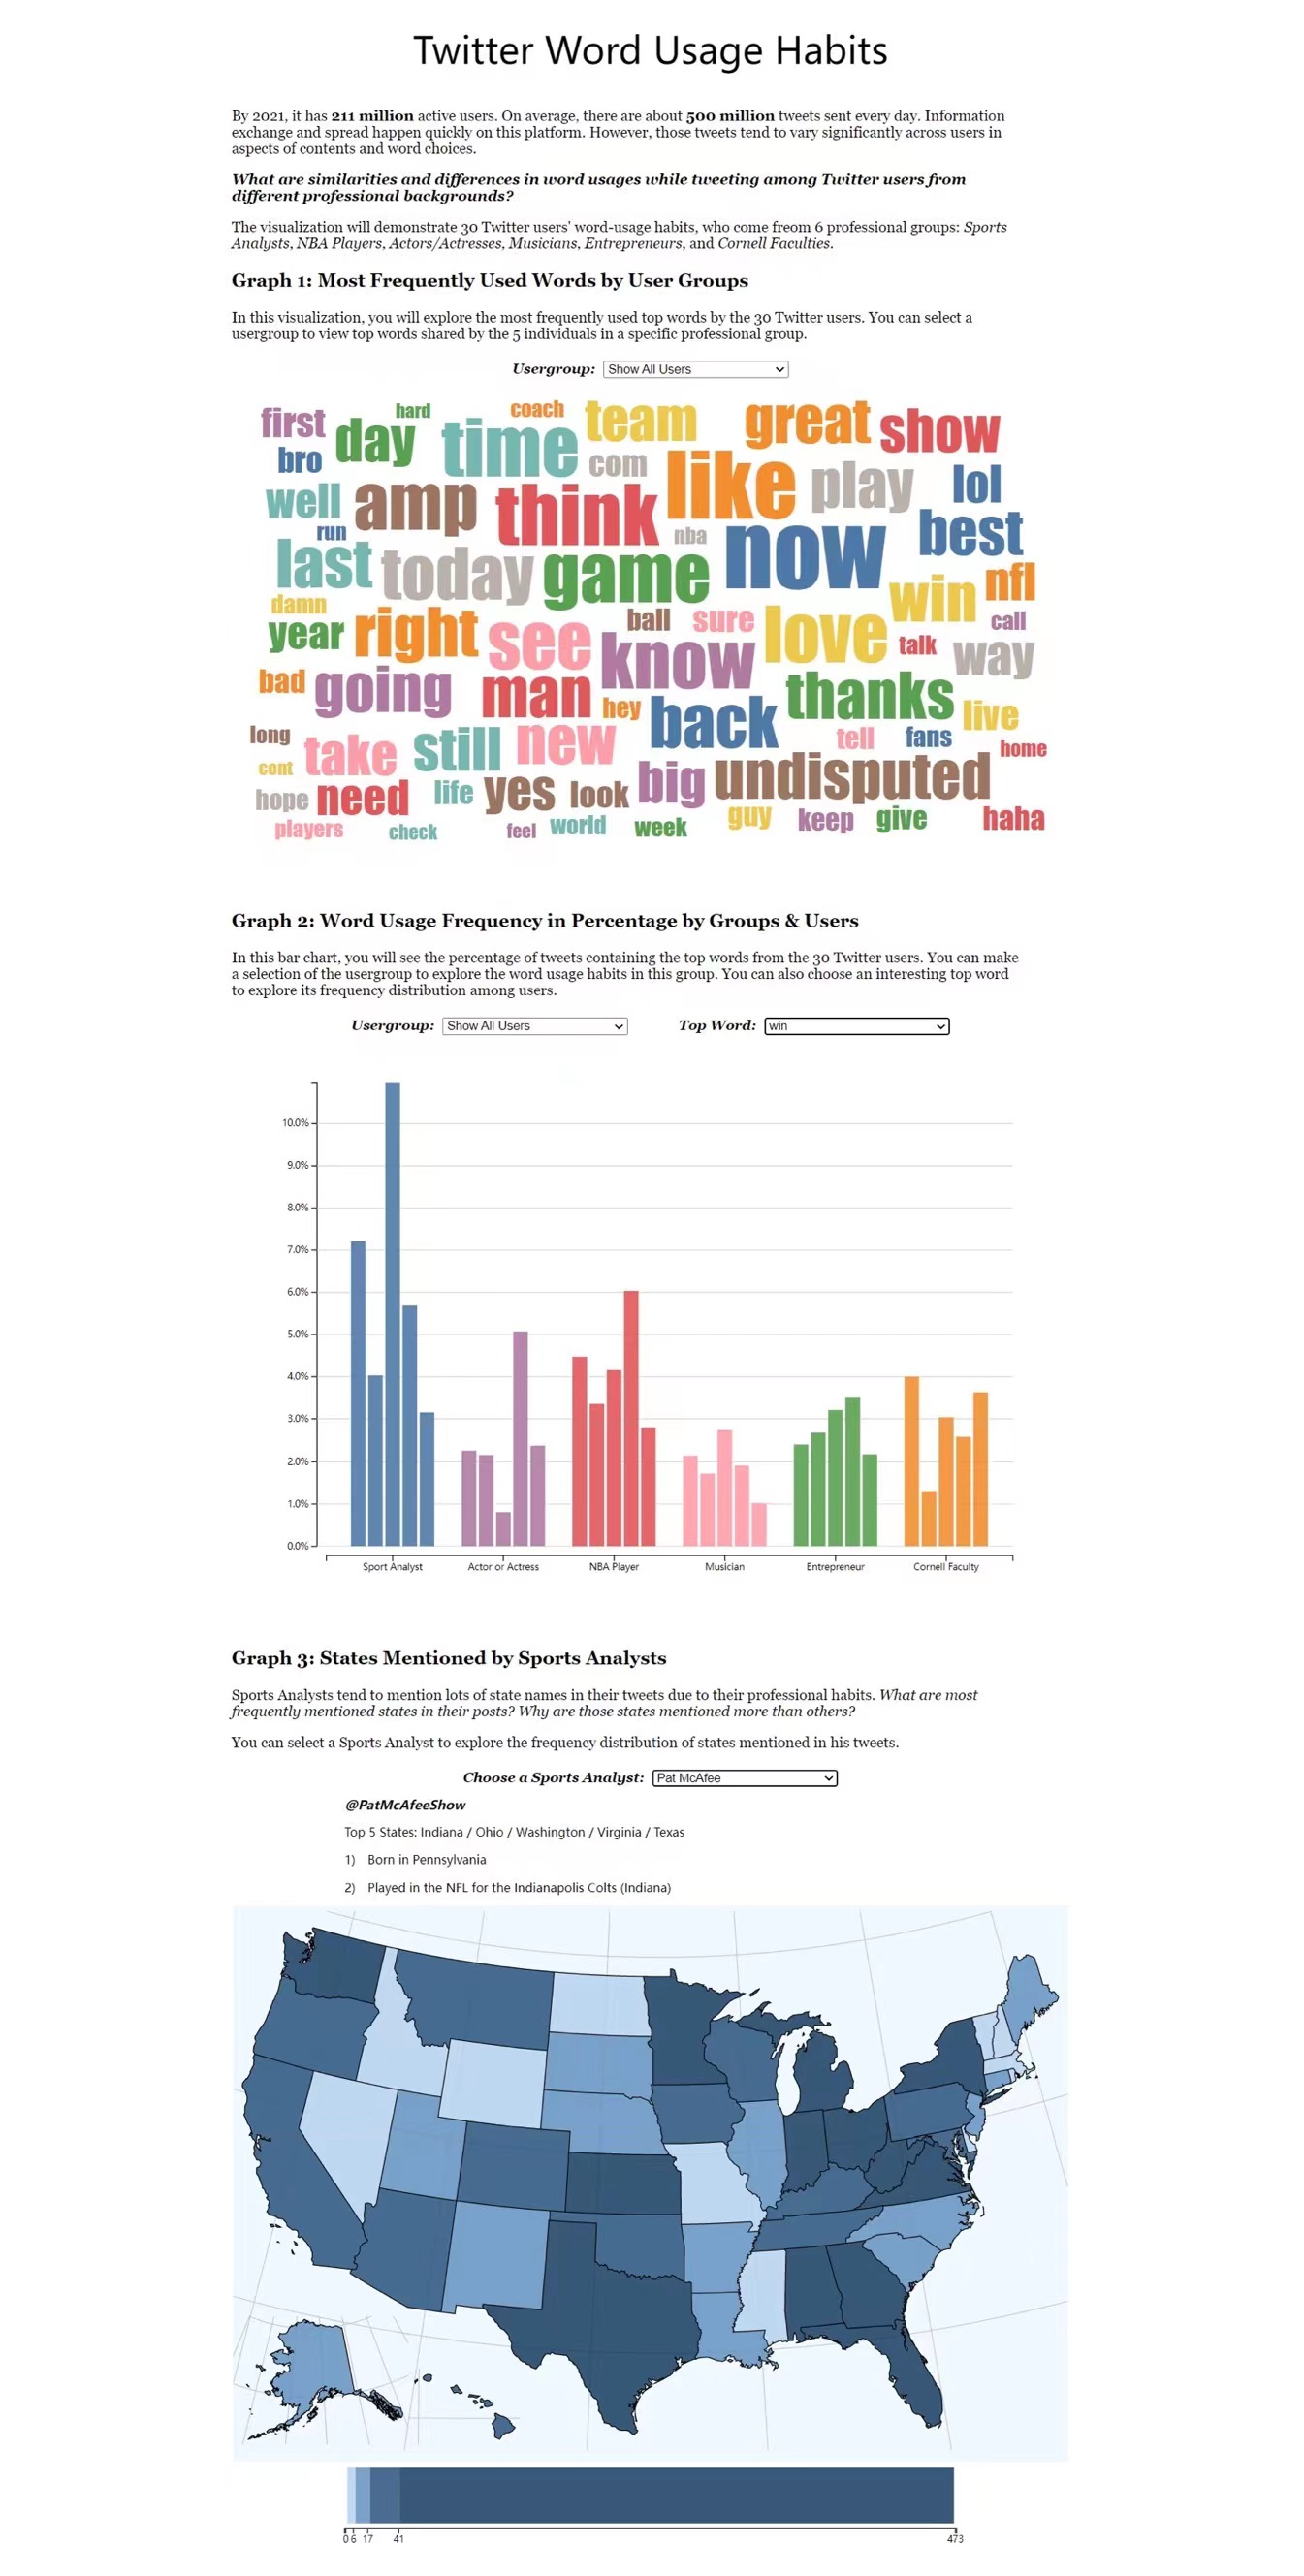 Twitter Word Usage Habits
By 2021, it has 211 million active users. On average, there are about 500 million tweets sent every day. Information
exchange and spread happen quickly on this platform. However, those tweets tend to vary significantly across users in
aspects of contents and word choices.
What are similarities and differences in word usages while tweeting among Twitter users from
different professional backgrounds?
The visualization will demonstrate 30 Twitter users' word-usage habits, who come freom 6 professional groups: Sports
Analysts, NBA Players, Actors/Actresses, Musicians, Entrepreneurs, and Cornell Faculties.
Graph 1: Most Frequently Used Words by User Groups
In this visualization, you will explore the most frequently used top words by the 30 Twitter users. You can select a
usergroup to view top words shared by the 5 individuals in a specific professional group.
Usergroup: Show All Users
first hard coach team great show
bro day time com like play lol
well amp think nba now best
run last today game win nfl
damn year right see ball sure love talk call way
bad going man know thanks live
hey back
long take still new tell fans home
cont hope need life yes look big undisputed
players check feel world week guy keep give haha
Graph 2: Word Usage Frequency in Percentage by Groups & Users
In this bar chart, you will see the percentage of tweets containing the top words from the 30 Twitter users. You can make
a selection of the usergroup to explore the word usage habits in this group. You can also choose an interesting top word
to explore its frequency distribution among users.
Usergroup: Show All Users Top Word: win
10.0%
9.0%
8.0%
7.0%
6.0%
5.0%
4.0%
3.0%
2.0%
1.0%
0.0%
Sport Analyst Actor or Actress NBA Player Musician Entrepreneur Cornell Faculty
Graph 3: States Mentioned by Sports Analysts
Sports Analysts tend to mention lots of state names in their tweets due to their professional habits. What are most
frequently mentioned states in their posts? Why are those states mentioned more than others?
You can select a Sports Analyst to explore the frequency distribution of states mentioned in his tweets.
Choose a Sports Analyst: Pat McAfee
@PatMcAfeeShow
Top 5 States: Indiana / Ohio / Washington / Virginia / Texas
1) Born in Pennsylvania
2) Played in the NFL for the Indianapolis Colts (Indiana)
0 6 17 41 473